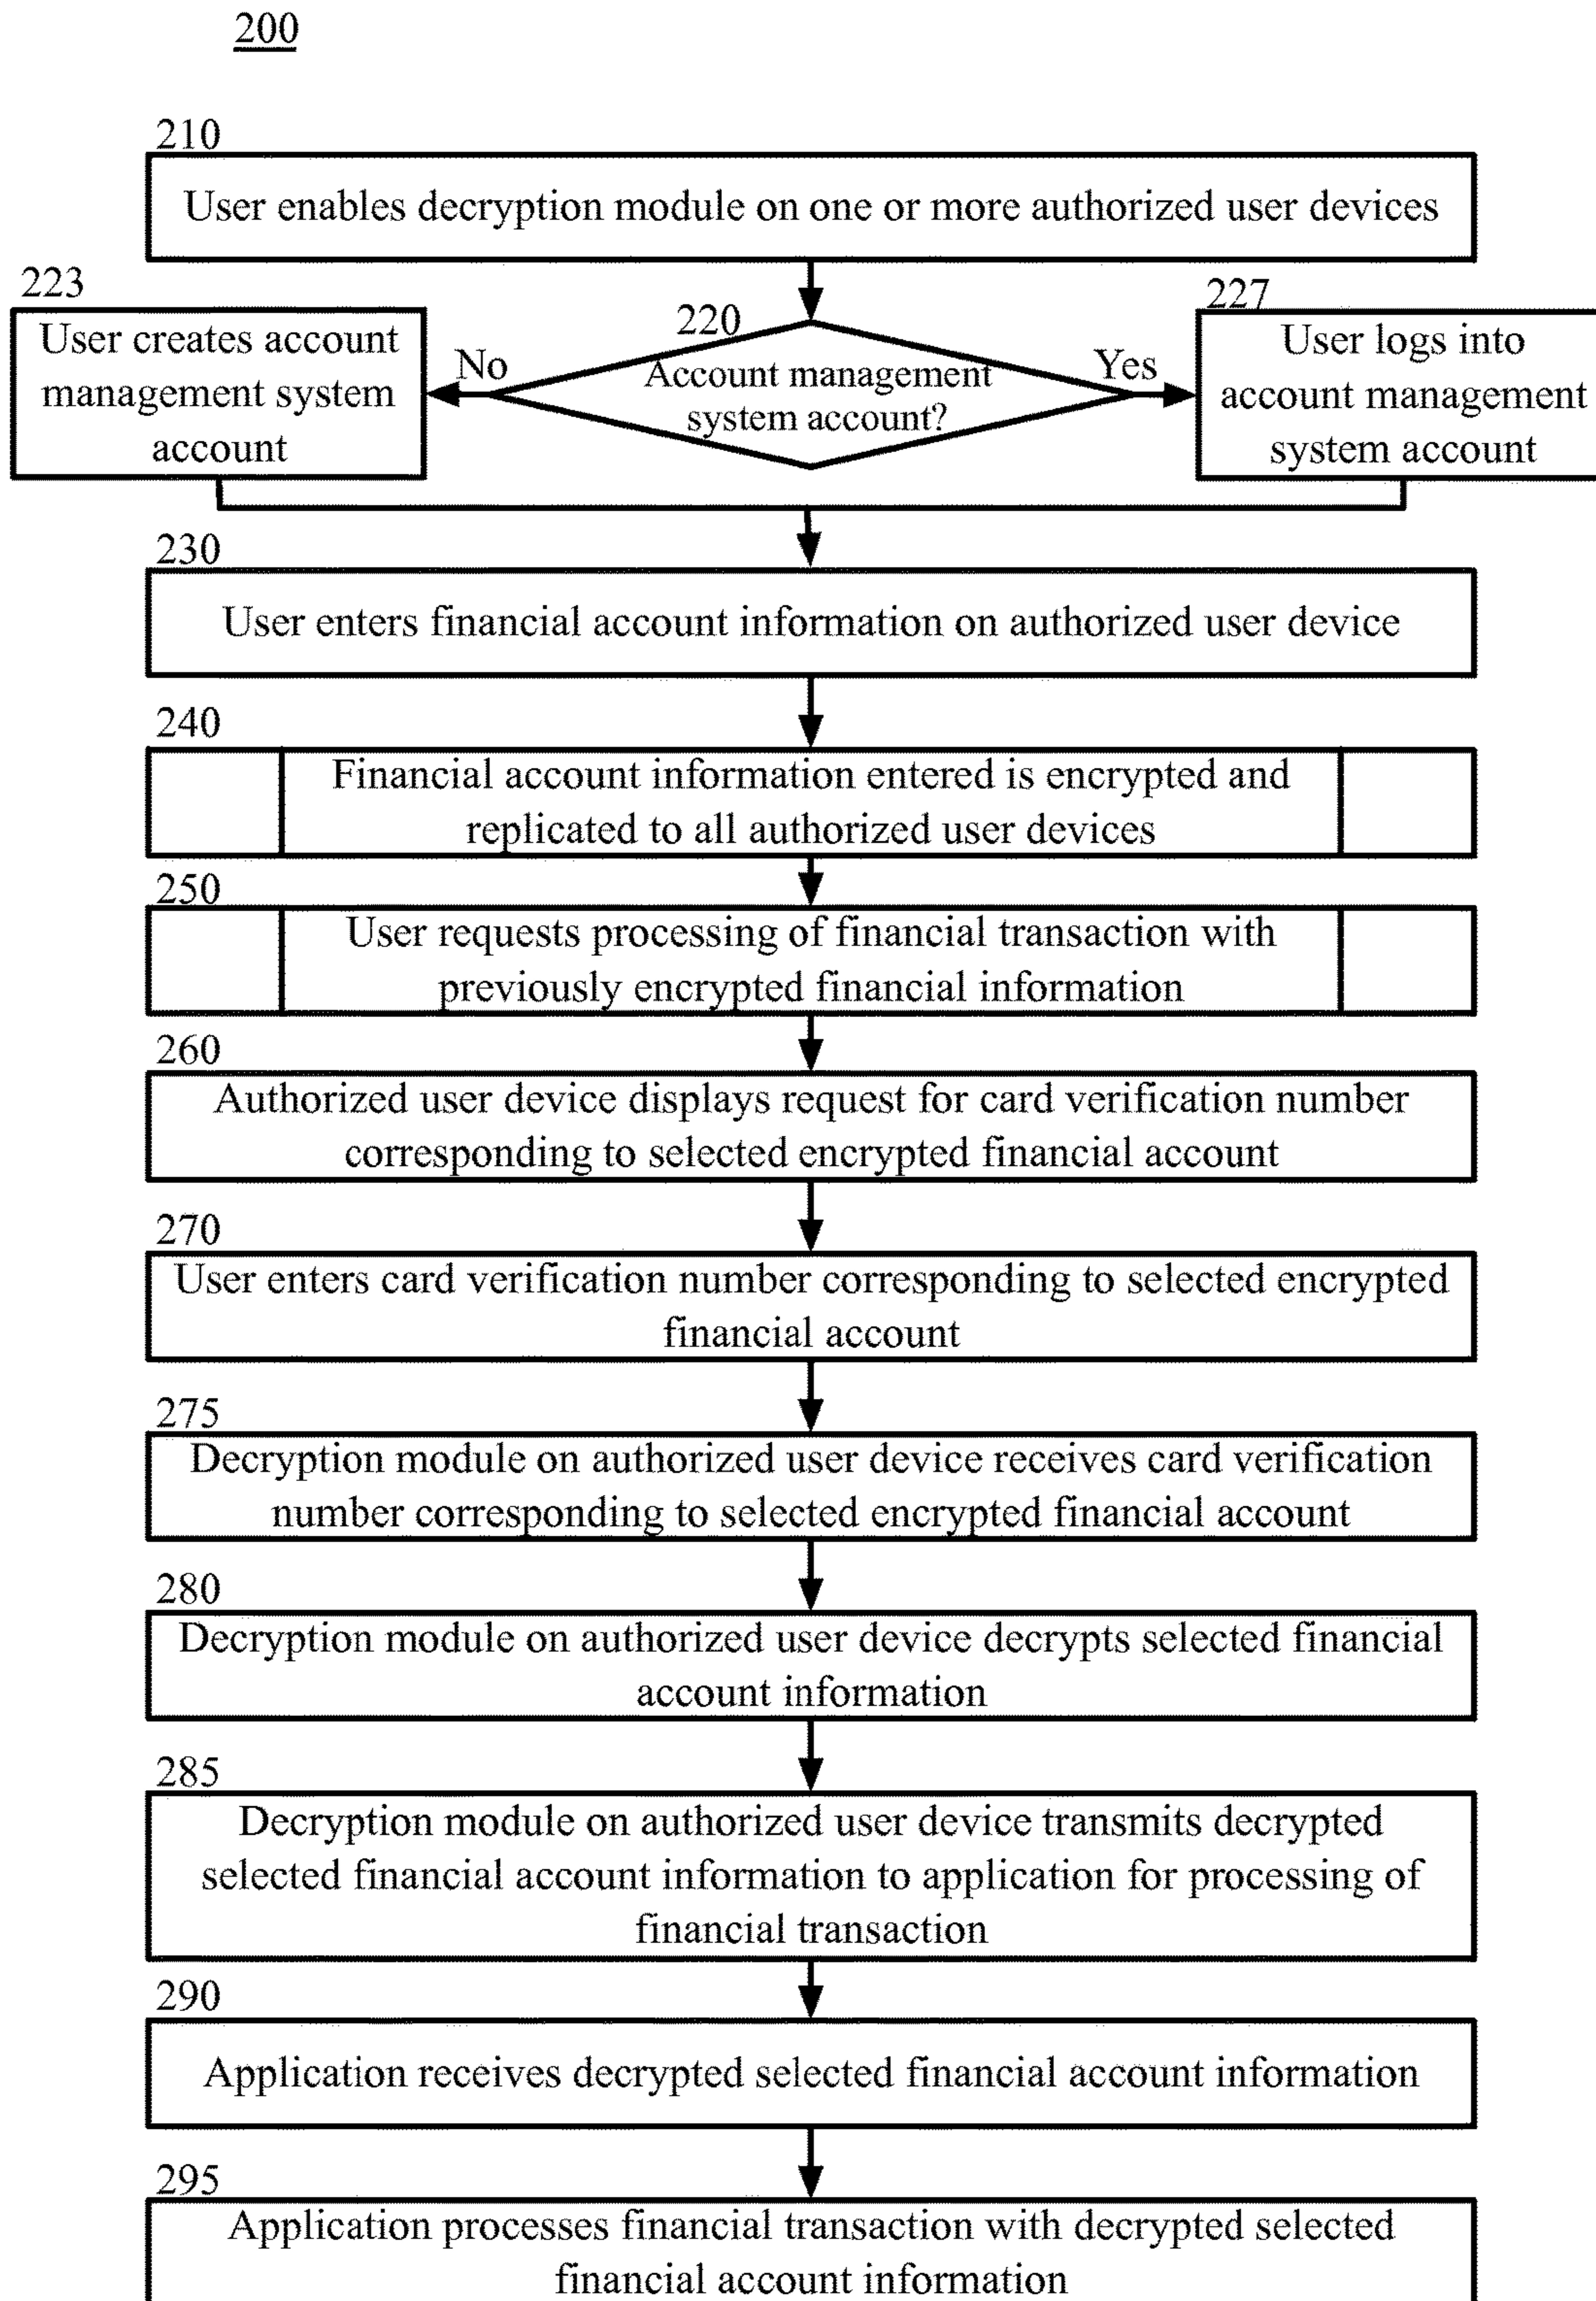 200
210
User enables decryption module on one or more authorized user devices
223
User creates account
management system
account
No
220
Account management
system account?
Yes
227
User logs into
account management
system account
230
User enters financial account information on authorized user device
240
Financial account information entered is encrypted and
replicated to all authorized user devices
250
User requests processing of financial transaction with
previously encrypted financial information
260
Authorized user device displays request for card verification number
corresponding to selected encrypted financial account
270
User enters card verification number corresponding to selected encrypted
financial account
275
Decryption module on authorized user device receives card verification
number corresponding to selected encrypted financial account
280
Decryption module on authorized user device decrypts selected financial
account information
285
Decryption module on authorized user device transmits decrypted
selected financial account information to application for processing of
financial transaction
290
Application receives decrypted selected financial account information
295
Application processes financial transaction with decrypted selected
financial account information